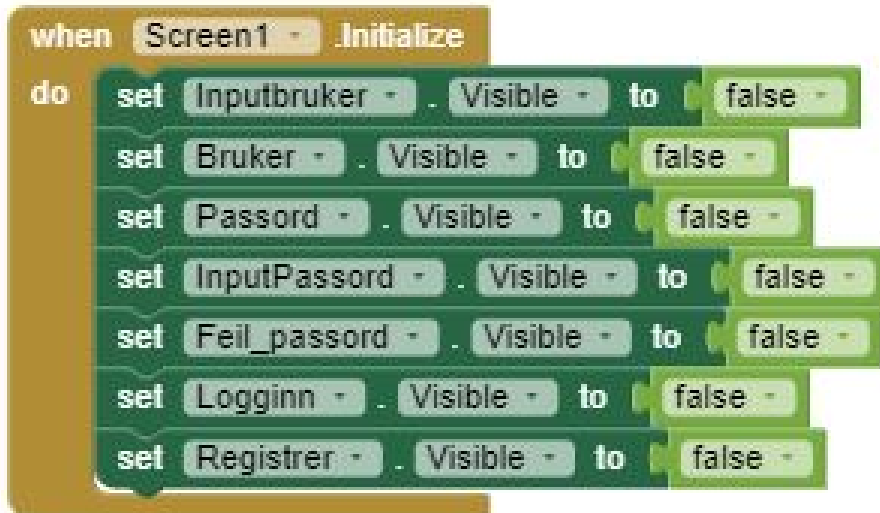 when Screen1 .Initialize
do set Inputbruker . Visible to false
set Bruker . Visible to false
set Passord . Visible to false
set InputPassord . Visible to false
set Feil_passord . Visible to false
set Logginn . Visible to false
set Registrer . Visible to false